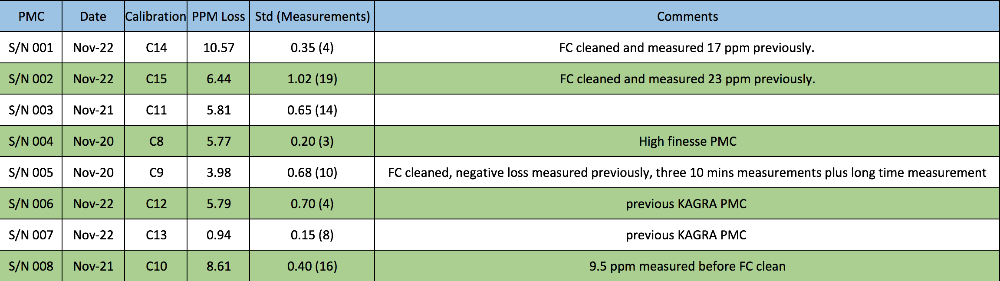 PMC Date Calibration PPM Loss Std (Measurements) Comments
S/N 001 Nov-22 C14 10.57 0.35 (4) FC cleaned and measured 17 ppm previously.
S/N 002 Nov-22 C15 6.44 1.02 (19) FC cleaned and measured 23 ppm previously.
S/N 003 Nov-21 C11 5.81 0.65 (14)
S/N 004 Nov-20 C8 5.77 0.20 (3) High finesse PMC
S/N 005 Nov-20 C9 3.98 0.68 (10) FC cleaned, negative loss measured previously, three 10 mins measurements plus long time measurement
S/N 006 Nov-22 C12 5.79 0.70 (4) previous KAGRA PMC
S/N 007 Nov-22 C13 0.94 0.15 (8) previous KAGRA PMC
S/N 008 Nov-21 C10 8.61 0.40 (16) 9.5 ppm measured before FC clean